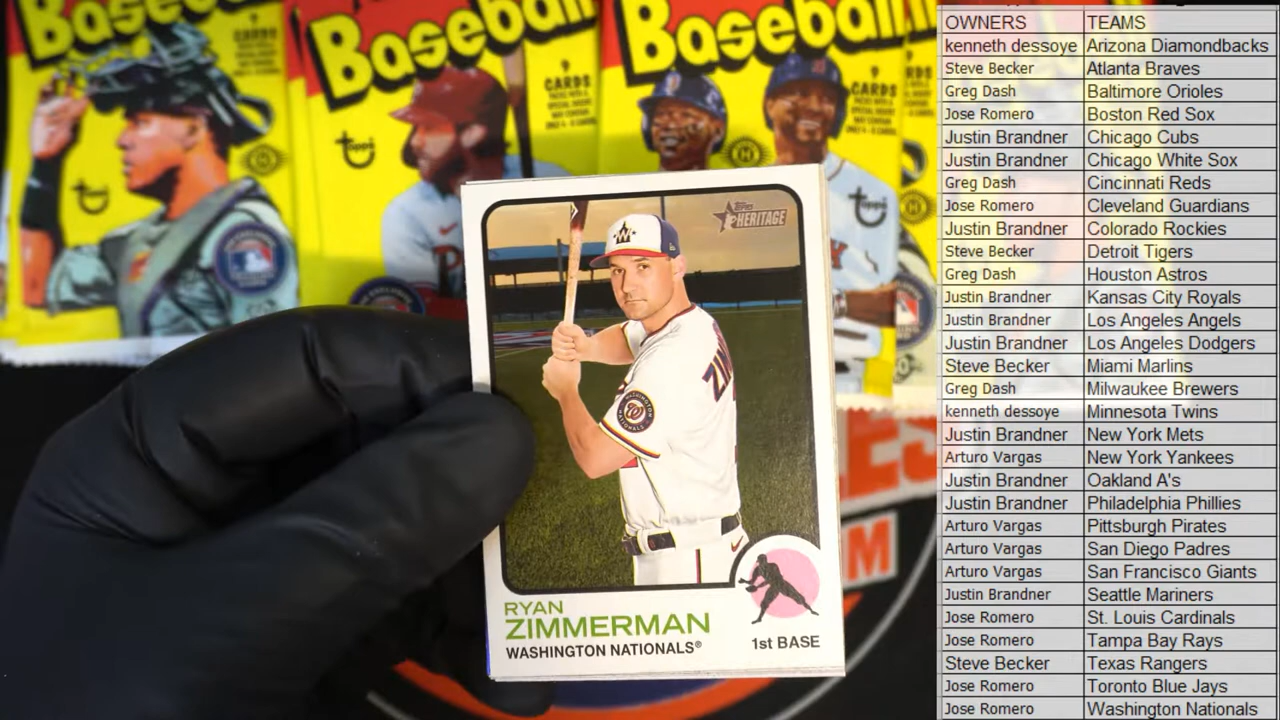 Baseball
Baseball
Baseball
9
CARDS
9
CARDS
topps
topps
Topps
HERITAGE
W
ZIM
WASHINGTON
NATIONALS
RYAN
ZIMMERMAN
WASHINGTON NATIONALS®
1st BASE
ES
M
OWNERS TEAMS
kenneth dessoye Arizona Diamondbacks
Steve Becker Atlanta Braves
Greg Dash Baltimore Orioles
Jose Romero Boston Red Sox
Justin Brandner Chicago Cubs
Justin Brandner Chicago White Sox
Greg Dash Cincinnati Reds
Jose Romero Cleveland Guardians
Justin Brandner Colorado Rockies
Steve Becker Detroit Tigers
Greg Dash Houston Astros
Justin Brandner Kansas City Royals
Justin Brandner Los Angeles Angels
Justin Brandner Los Angeles Dodgers
Steve Becker Miami Marlins
Greg Dash Milwaukee Brewers
kenneth dessoye Minnesota Twins
Justin Brandner New York Mets
Arturo Vargas New York Yankees
Justin Brandner Oakland A's
Justin Brandner Philadelphia Phillies
Arturo Vargas Pittsburgh Pirates
Arturo Vargas San Diego Padres
Arturo Vargas San Francisco Giants
Justin Brandner Seattle Mariners
Jose Romero St. Louis Cardinals
Jose Romero Tampa Bay Rays
Steve Becker Texas Rangers
Jose Romero Toronto Blue Jays
Jose Romero Washington Nationals